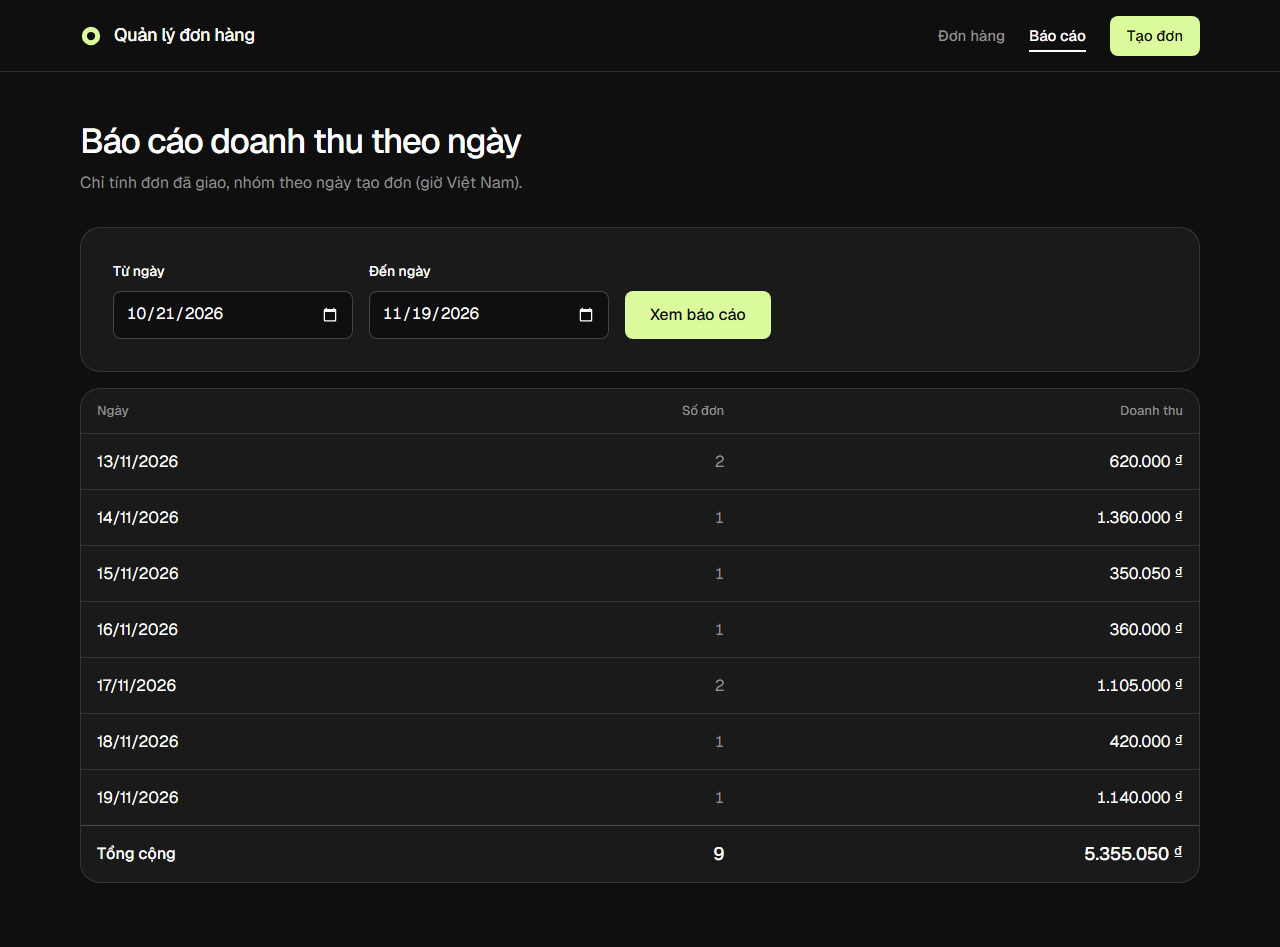 Quản lý đơn hàng
Đơn hàng Báo cáo Tạo đơn
Báo cáo doanh thu theo ngày
Chỉ tính đơn đã giao, nhóm theo ngày tạo đơn (giờ Việt Nam).
Từ ngày Đến ngày
10/21/2026 11/19/2026 Xem báo cáo
Ngày Số đơn Doanh thu
13/11/2026 2 620.000 ₫
14/11/2026 1 1.360.000 ₫
15/11/2026 1 350.050 ₫
16/11/2026 1 360.000 ₫
17/11/2026 2 1.105.000 ₫
18/11/2026 1 420.000 ₫
19/11/2026 1 1.140.000 ₫
Tổng cộng 9 5.355.050 ₫